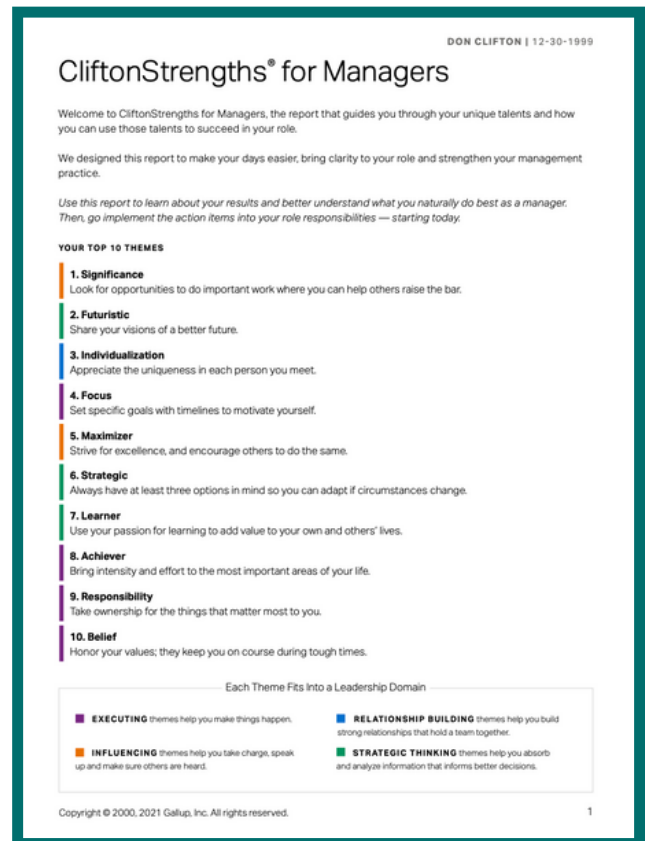 DON CLIFTON | 12-30-1999
CliftonStrengths® for Managers
Welcome to CliftonStrengths for Managers, the report that guides you through your unique talents and how
you can use those talents to succeed in your role.
We designed this report to make your days easier, bring clarity to your role and strengthen your management
practice.
Use this report to learn about your results and better understand what you naturally do best as a manager.
Then, go implement the action items into your role responsibilities — starting today.
YOUR TOP 10 THEMES
1. Significance
Look for opportunities to do important work where you can help others raise the bar.
2. Futuristic
Share your visions of a better future.
3. Individualization
Appreciate the uniqueness in each person you meet.
4. Focus
Set specific goals with timelines to motivate yourself.
5. Maximizer
Strive for excellence, and encourage others to do the same.
6. Strategic
Always have at least three options in mind so you can adapt if circumstances change.
7. Learner
Use your passion for learning to add value to your own and others' lives.
8. Achiever
Bring intensity and effort to the most important areas of your life.
9. Responsibility
Take ownership for the things that matter most to you.
10. Belief
Honor your values; they keep you on course during tough times.
Each Theme Fits Into a Leadership Domain
EXECUTING themes help you make things happen.
INFLUENCING themes help you take charge, speak
up and make sure others are heard.
RELATIONSHIP BUILDING themes help you build
strong relationships that hold a team together.
STRATEGIC THINKING themes help you absorb
and analyze information that informs better decisions.
Copyright © 2000, 2021 Gallup, Inc. All rights reserved.
1